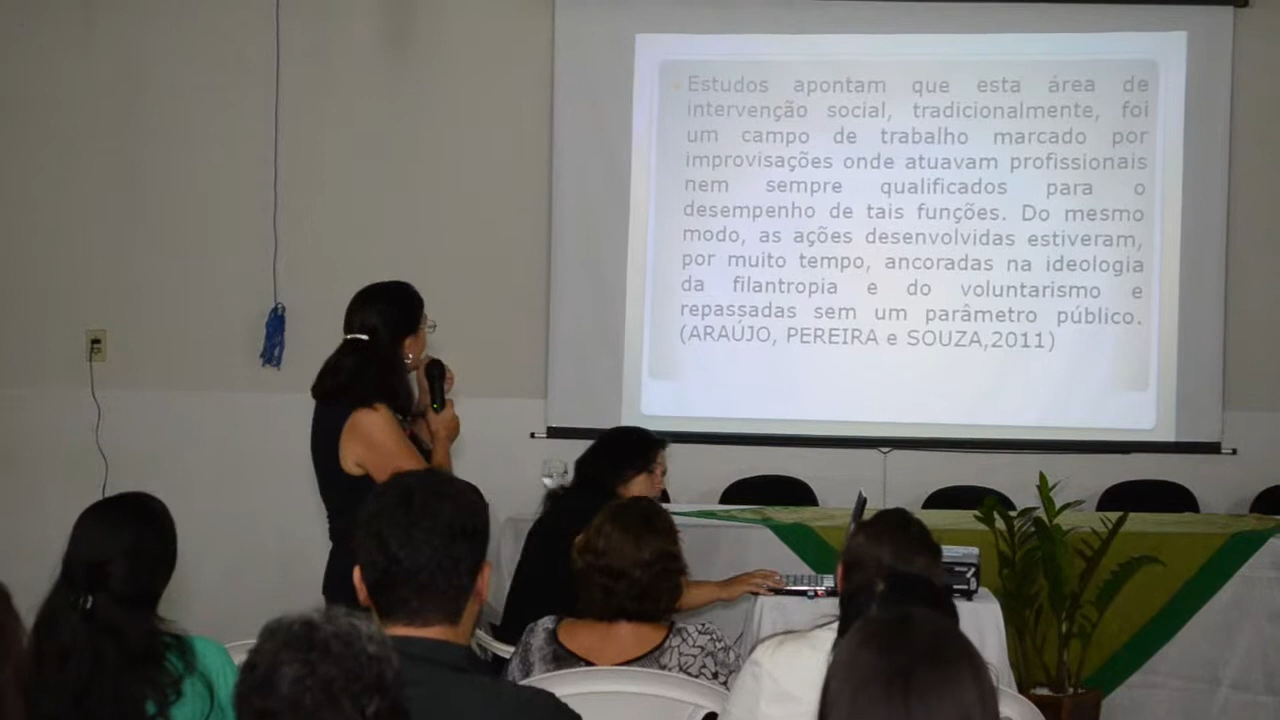 Estudos apontam que esta área de
intervenção social, tradicionalmente, foi
um campo de trabalho marcado por
improvisações onde atuavam profissionais
nem sempre qualificados para o
desempenho de tais funções. Do mesmo
modo, as ações desenvolvidas estiveram,
por muito tempo, ancoradas na ideologia
da filantropia e do voluntarismo e
repassadas sem um parâmetro público.
(ARAÚJO, PEREIRA e SOUZA,2011)